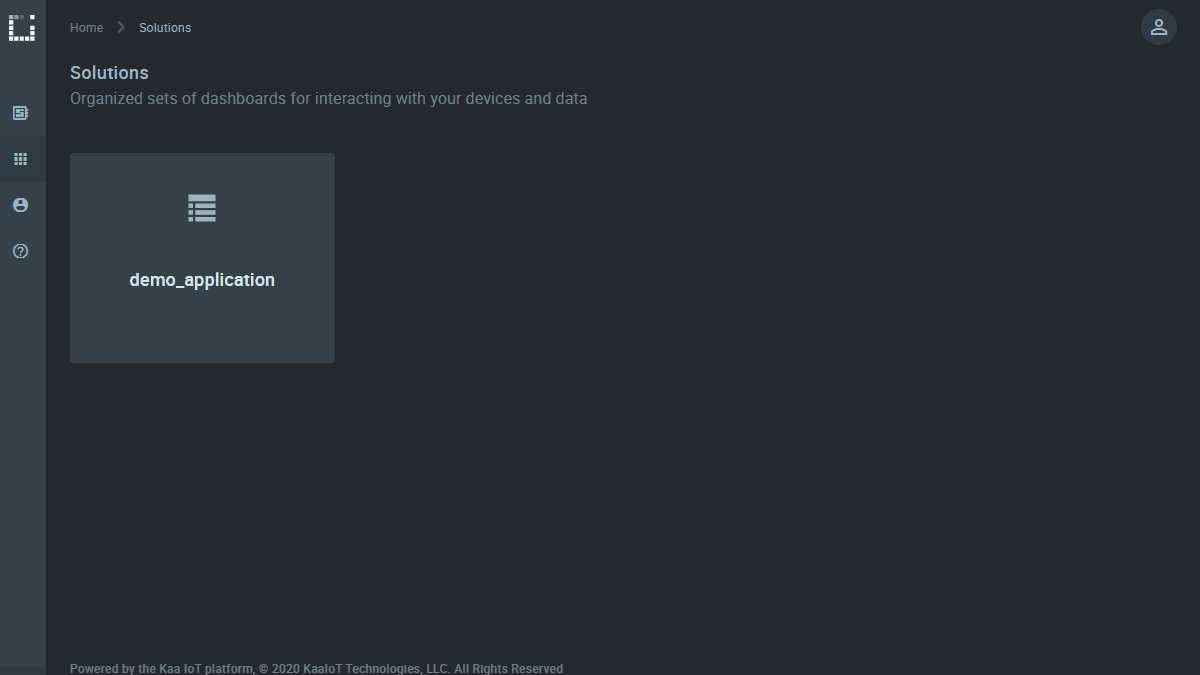 Home
Solutions
Solutions
Organized sets of dashboards for interacting with your devices and data
demo_application
Powered by the Kaa IoT platform, © 2020 KaaIoT Technologies, LLC. All Rights Reserved